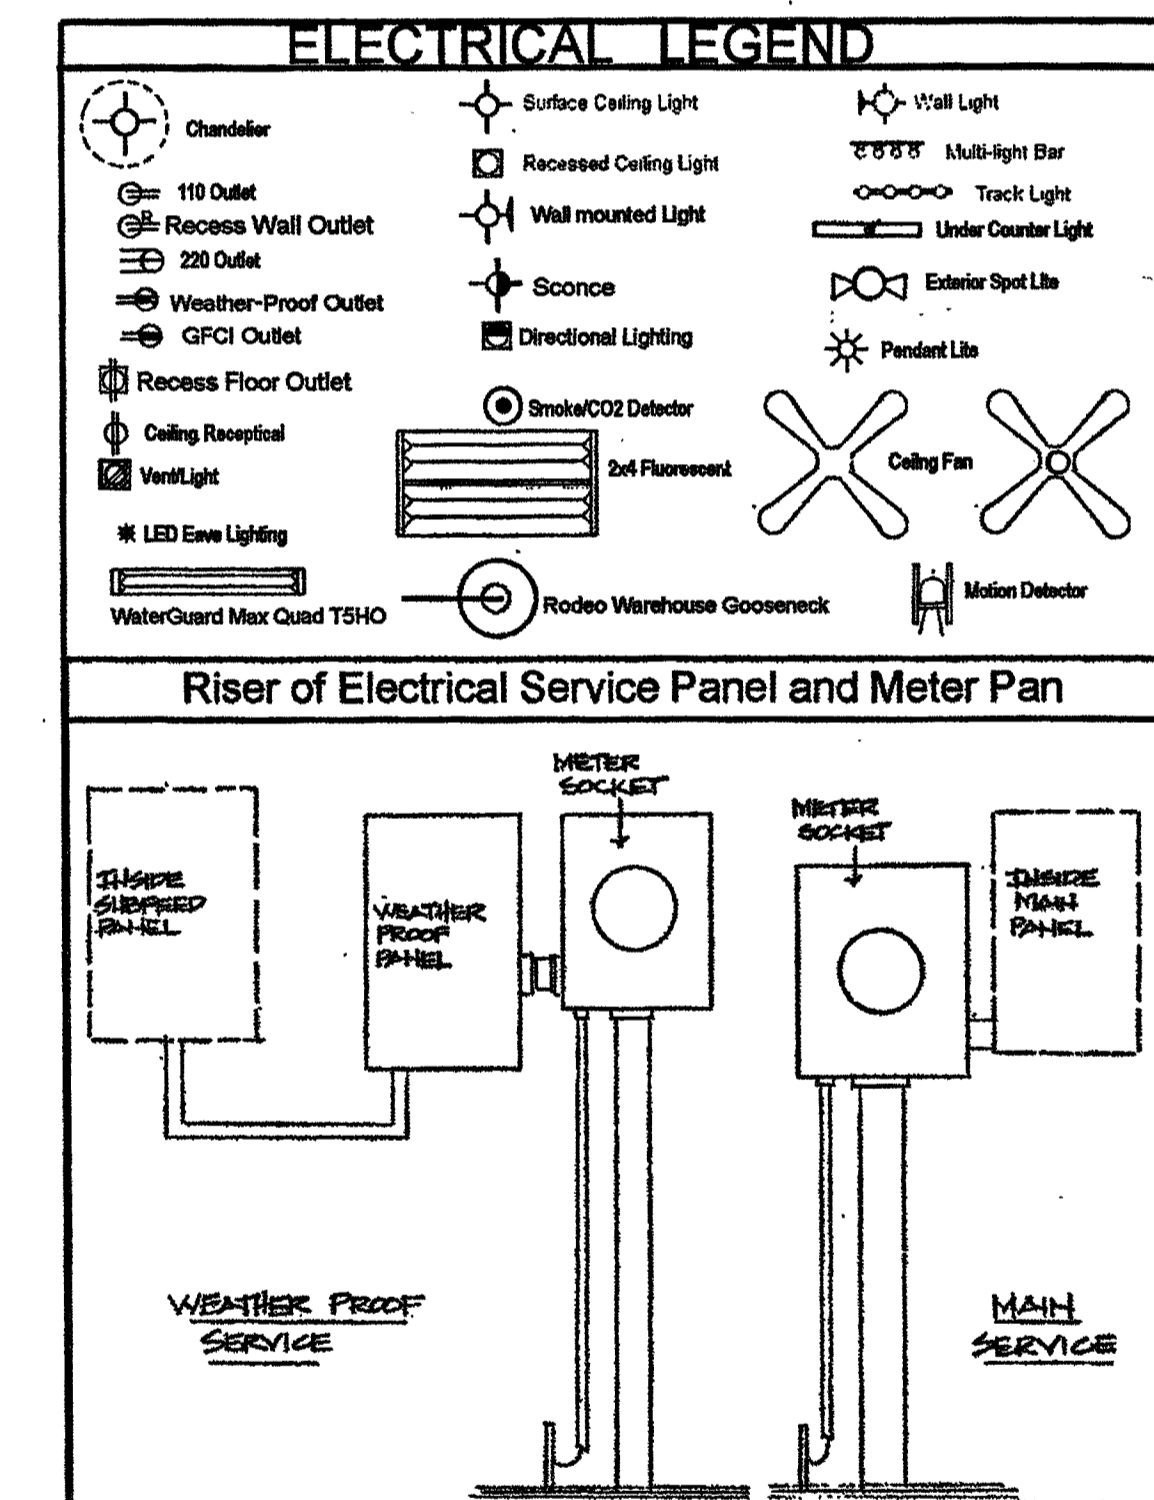 ELECTRICAL LEGEND
Chandelier
110 Outlet
R
Recess Wall Outlet
220 Outlet
Weather-Proof Outlet
GFCI Outlet
Recess Floor Outlet
Ceiling Receptical
Vent/Light
LED Eave Lighting
WaterGuard Max Quad T5HO
Surface Ceiling Light
Recessed Ceiling Light
Wall mounted Light
Sconce
Directional Lighting
Smoke/CO2 Detector
2x4 Fluorescent
Rodeo Warehouse Gooseneck
Wall Light
Multi-light Bar
Track Light
Under Counter Light
Exterior Spot Lite
Pendant Lite
Ceiing Fan
Motion Detector
Riser of Electrical Service Panel and Meter Pan
INSIDE
SUBFEED
PANEL
WEATHER
PROOF
PANEL
METER
SOCKET
METER
SOCKET
INSIDE
MAIN
PANEL
WEATHER PROOF
SERVICE
MAIN
SERVICE